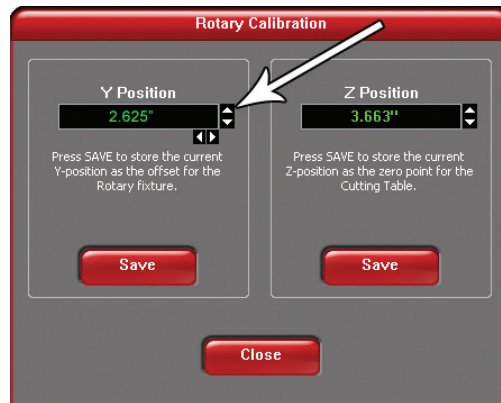 Rotary Calibration
Y Position
2.625"
Press SAVE to store the current
Y-position as the offset for the
Rotary fixture.
Save
Z Position
3.663"
Press SAVE to store the current
Z-position as the zero point for the
Cutting Table.
Save
Close